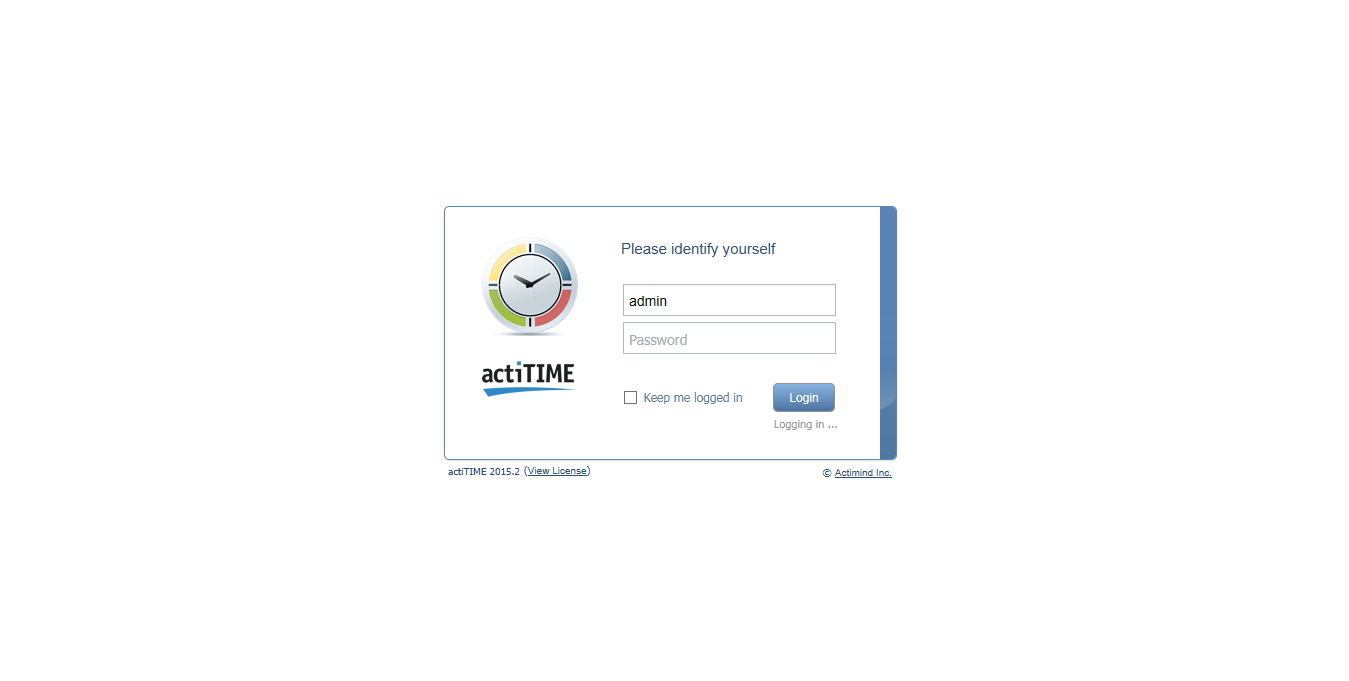 Please identify yourself
admin
Password
actiTIME
Keep me logged in
Login
Logging in ...
actiTIME 2015.2 (View License)
© Actimind Inc.